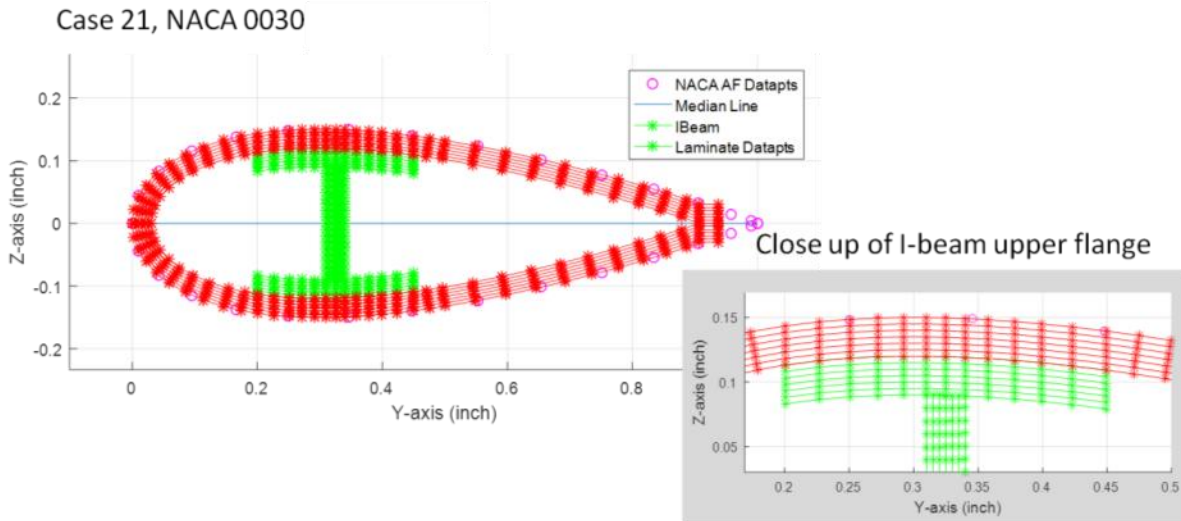 Case 21, NACA 0030
NACA AF Datapts
Median Line
IBeam
Laminate Datapts
0.2
0.1
0
-0.1
-0.2
Z-axis (inch)
0
0.2
0.4
0.6
0.8
Y-axis (inch)
Close up of I-beam upper flange
0.15
0.1
0.05
Z-axis (inch)
0.2
0.25
0.3
0.35
0.4
0.45
0.5
Y-axis (inch)